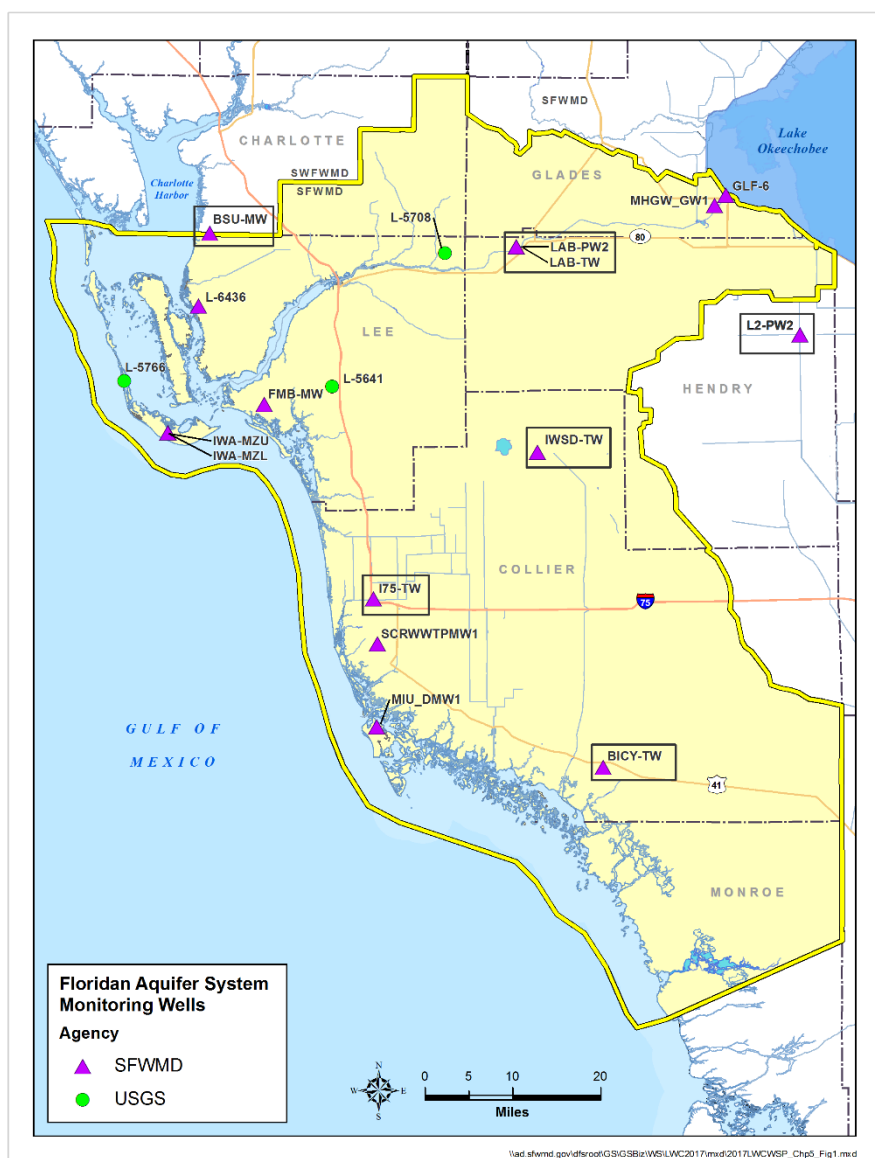 SFWMD
Lake
Okeechobee
CHARLOTTE
SWFWMD
SFWMD
GLADES
Charlotte
Harbor
GLF-6
MHGW_GW1
BSU-MW
L-5708
80
LAB-PW2
LAB-TW
L-6436
LEE
L2-PW2
L-5766
L-5641
HENDRY
FMB-MW
IWA-MZU
IWA-MZL
IWSD-TW
COLLIER
I75-TW
75
SCRWWTPMW1
MIU_DMW1
GULF OF
MEXICO
BICY-TW
41
MONROE
Floridan Aquifer System
Monitoring Wells
Agency
SFWMD
USGS
N
W
E
S
0 5 10 20
Miles
\\ad.sfwmd.gov\dfsroot\GS\GSBiz\WS\LWC2017\mxd\2017LWCWSP_Chp5_Fig1.mxd